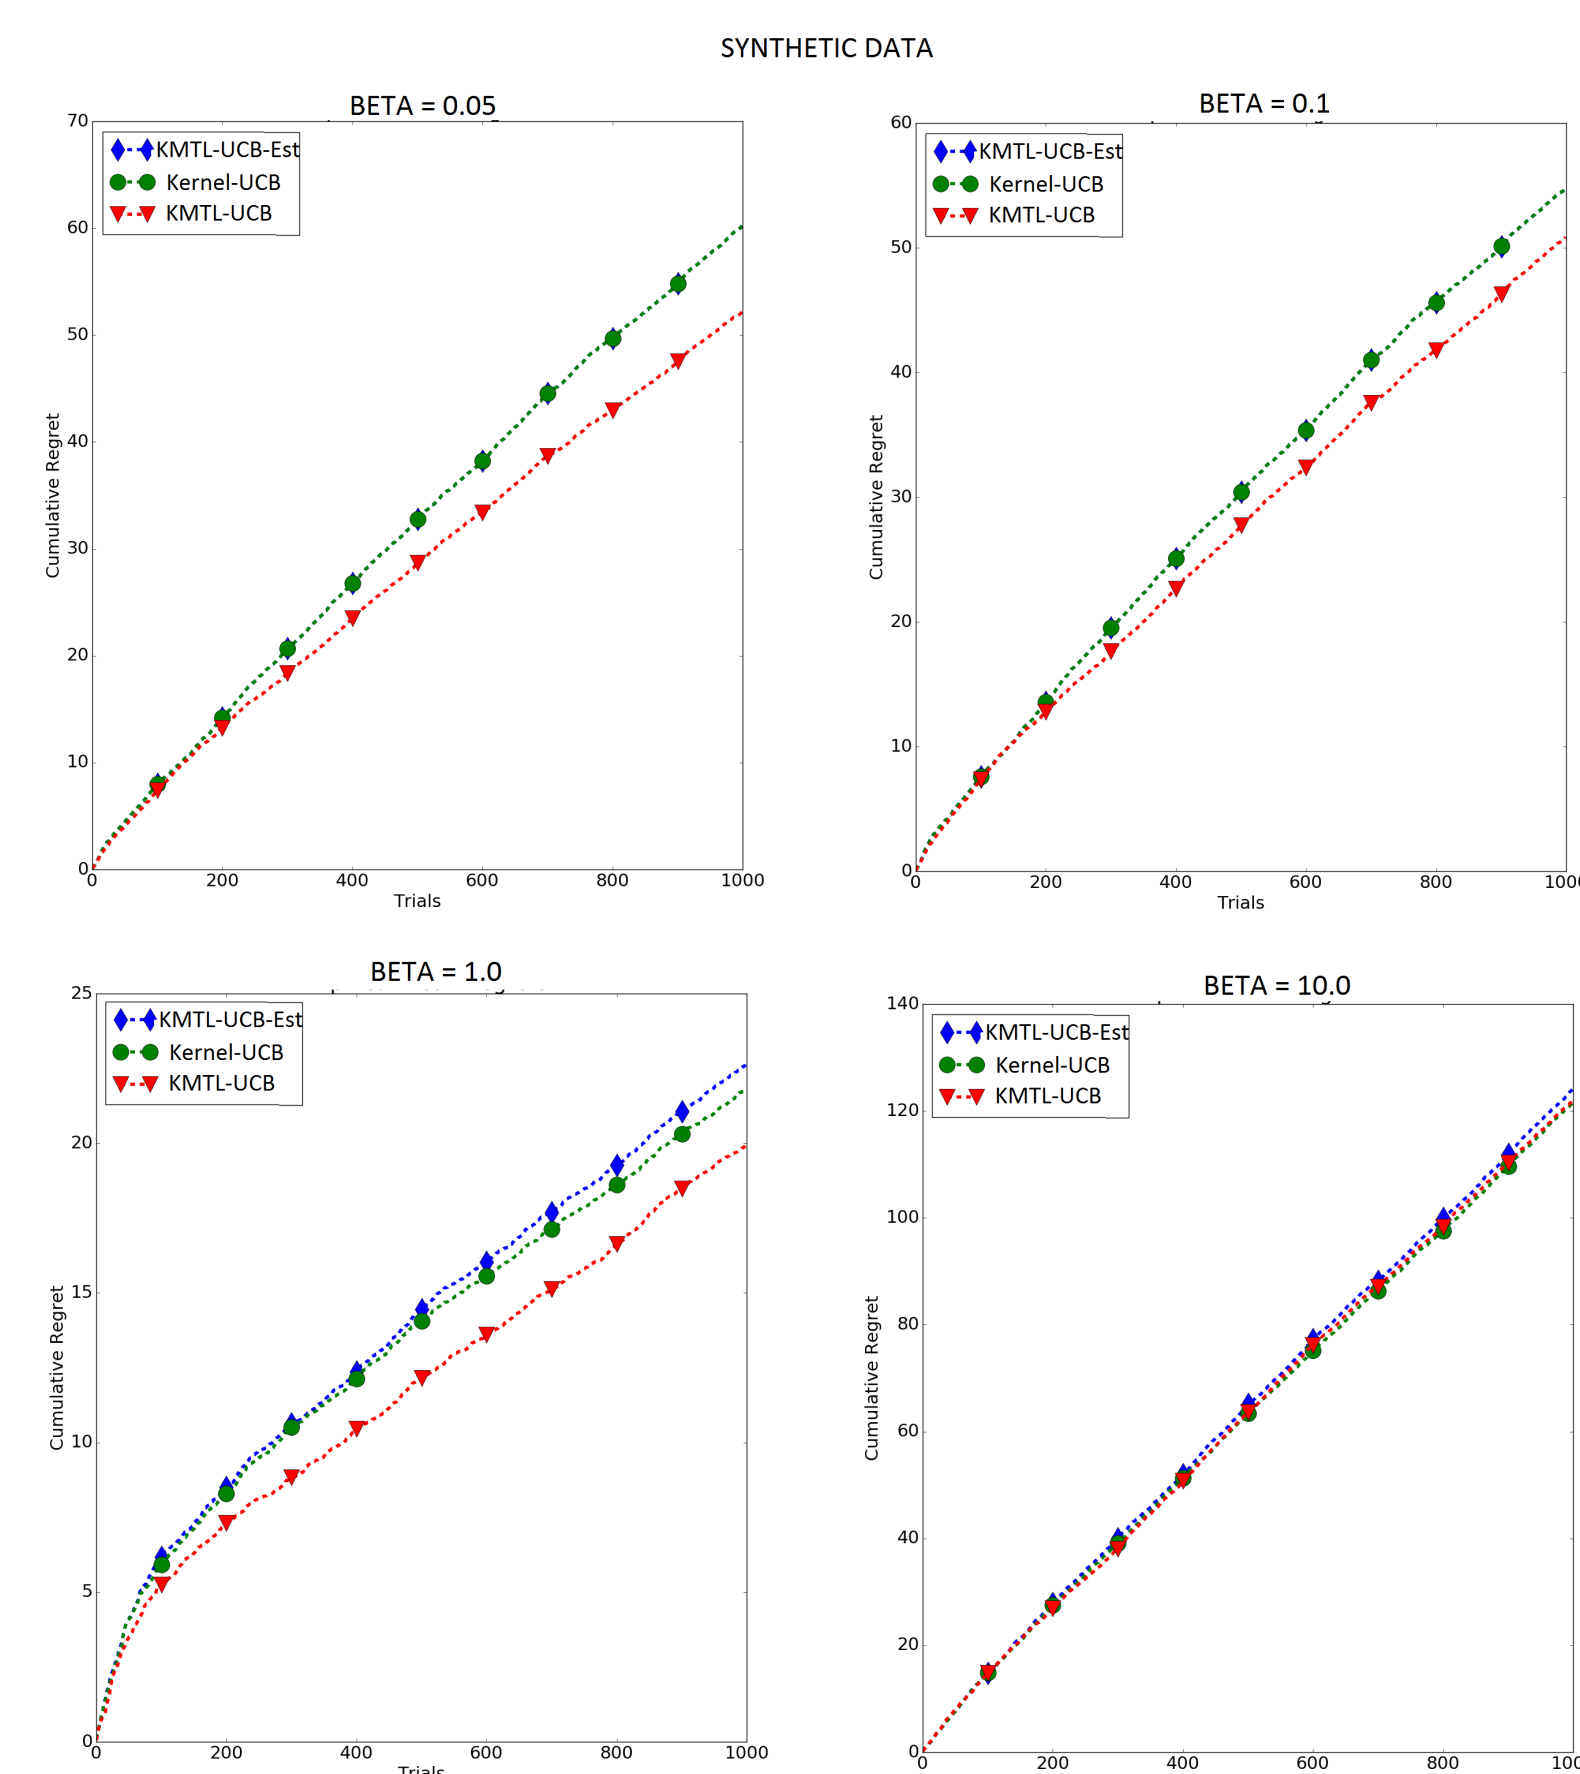 SYNTHETIC DATA
BETA = 0.05
70
60
50
40
30
20
10
0
KMTL-UCB-Est
Kernel-UCB
KMTL-UCB
Cumulative Regret
0 200 400 600 800 1000
Trials
BETA = 0.1
60
50
40
30
20
10
0
KMTL-UCB-Est
Kernel-UCB
KMTL-UCB
Cumulative Regret
0 200 400 600 800 100
Trials
BETA = 1.0
25
20
15
10
5
0
KMTL-UCB-Est
Kernel-UCB
KMTL-UCB
Cumulative Regret
0 200 400 600 800 1000
Trials
BETA = 10.0
140
120
100
80
60
40
20
0
KMTL-UCB-Est
Kernel-UCB
KMTL-UCB
Cumulative Regret
0 200 400 600 800 100